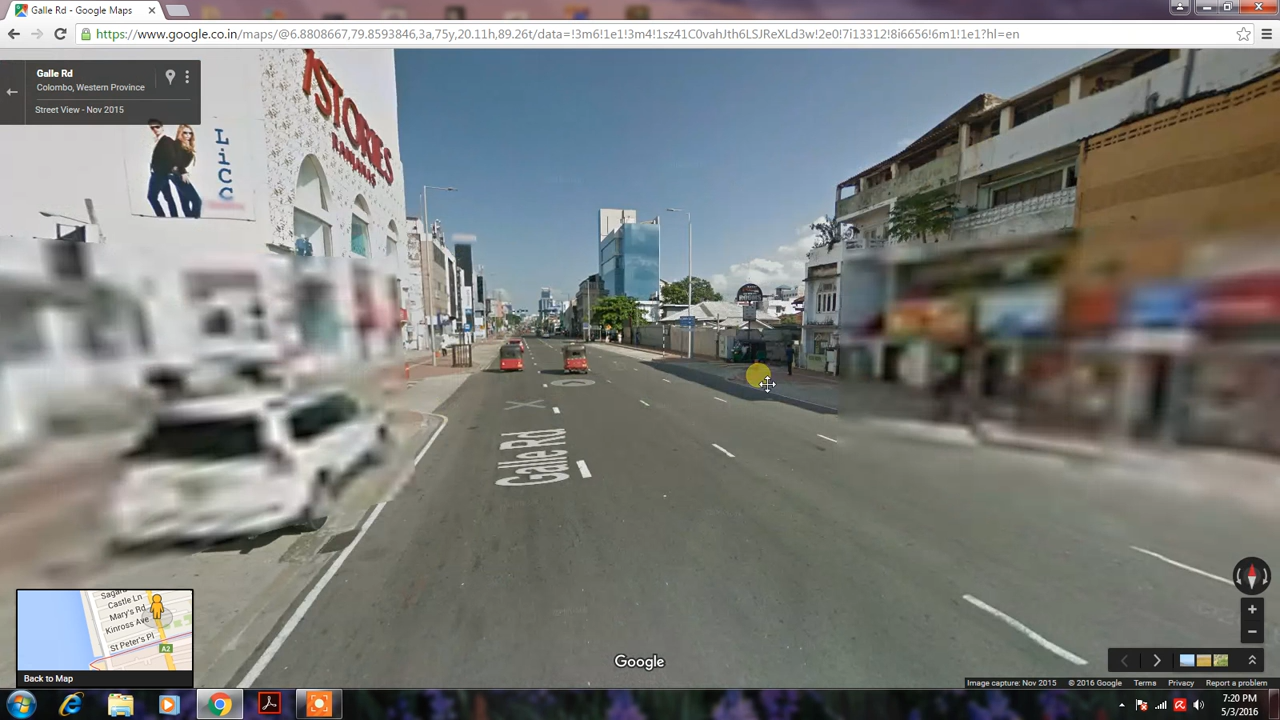 Galle Rd - Google Maps
https://www.google.co.in/maps/@6.8808667,79.8593846,3a,75y,20.11h,89.26t/data=!3m6!1e1!3m4!1sz41C0vahJth6LSJReXLd3w!2e0!7i13312!8i6656!6m1!1e1?hl=en
Galle Rd
Colombo, Western Province
Street View - Nov 2015
STORIES
LiCC
Galle Rd
Castle Ln
Mary's Rd
Kinross Ave
St Peter's Pl
A2
Back to Map
Google
Image capture: Nov 2015 © 2016 Google Terms Privacy Report a problem
7:20 PM
5/3/2016